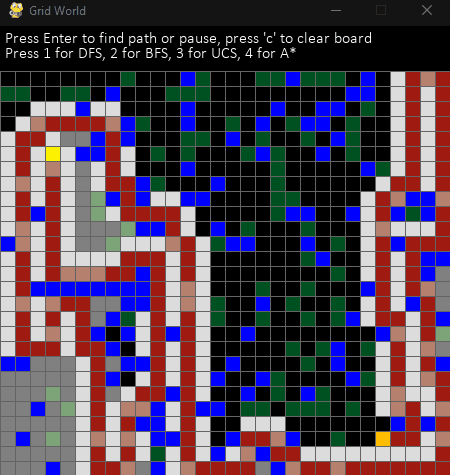 Grid World
Press Enter to find path or pause, press 'c' to clear board
Press 1 for DFS, 2 for BFS, 3 for UCS, 4 for A*